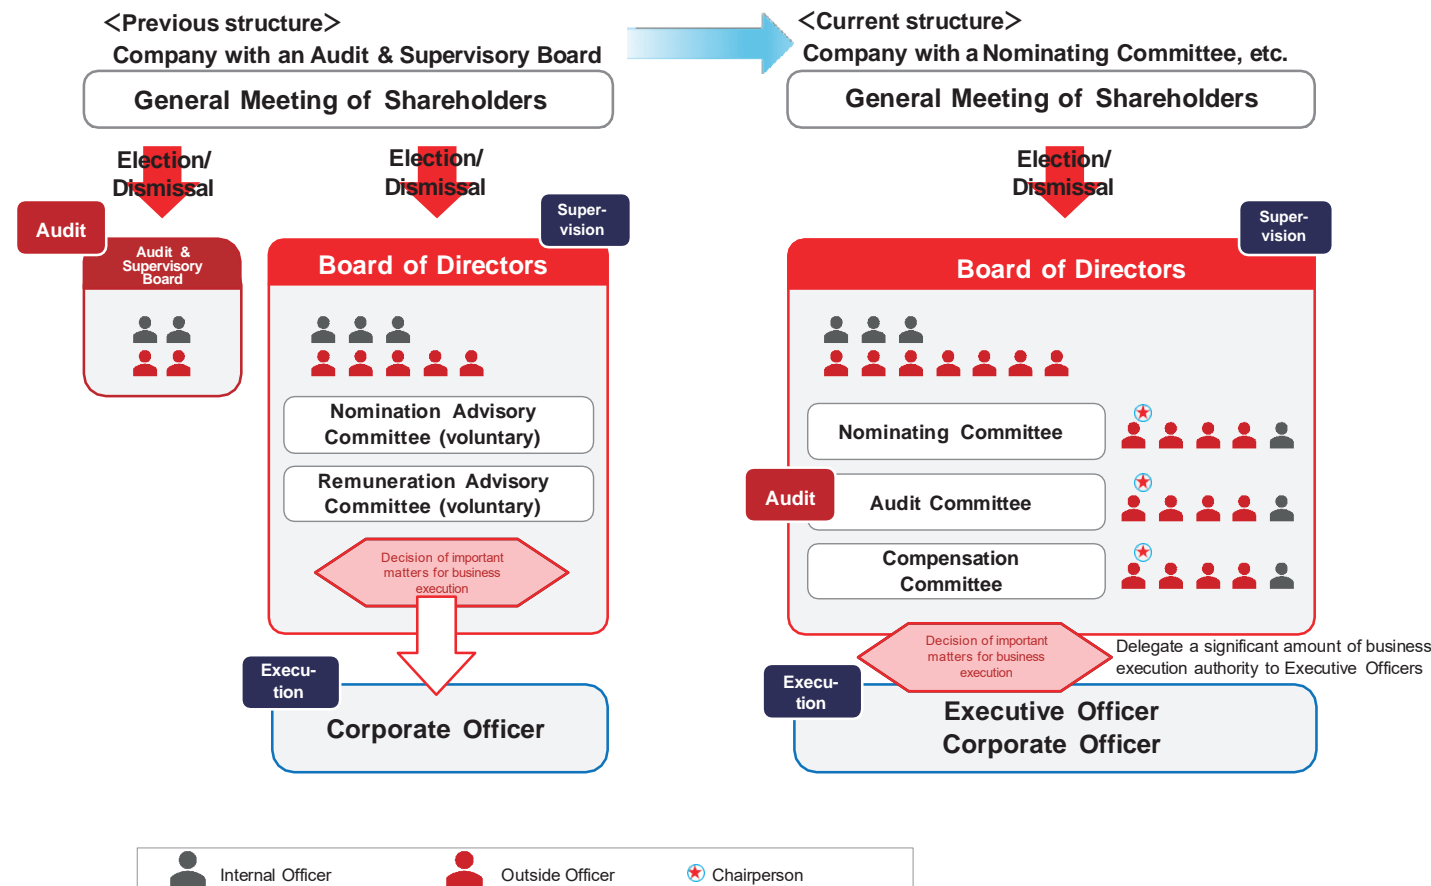 ＜Previous structure＞
Company with an Audit & Supervisory Board
General Meeting of Shareholders
Election/
Dismissal
Election/
Dismissal
Audit
Audit &
Supervisory
Board
Super-
vision
Board of Directors
Nomination Advisory
Committee (voluntary)
Remuneration Advisory
Committee (voluntary)
Decision of important
matters for business
execution
Execu-
tion
Corporate Officer
＜Current structure＞
Company with a Nominating Committee, etc.
General Meeting of Shareholders
Election/
Dismissal
Super-
vision
Board of Directors
Nominating Committee
Audit
Audit Committee
Compensation
Committee
Decision of important
matters for business
execution
Delegate a significant amount of business
execution authority to Executive Officers
Execu-
tion
Executive Officer
Corporate Officer
Internal Officer
Outside Officer
Chairperson